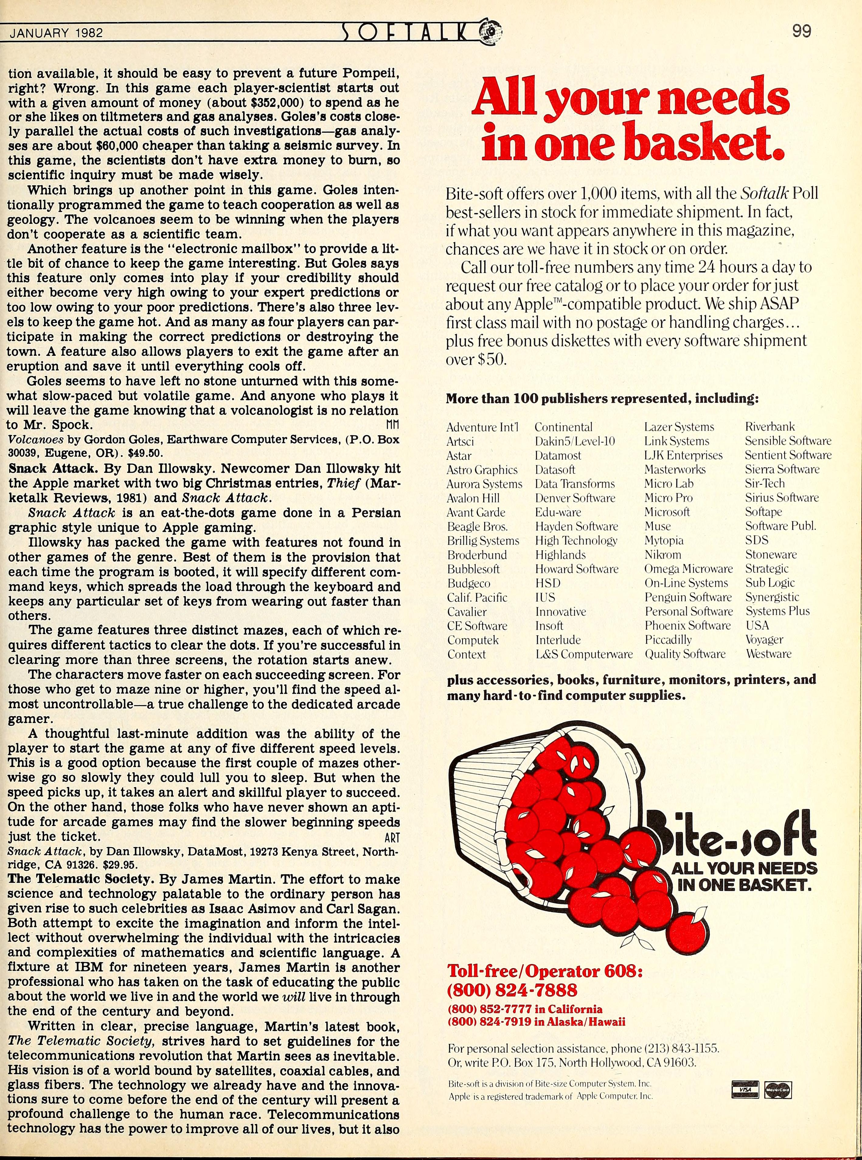 JANUARY 1982
SOFTALK
99
tion available, it should be easy to prevent a future Pompeii,
right? Wrong. In this game each player-scientist starts out
with a given amount of money (about $352,000) to spend as he
or she likes on tiltmeters and gas analyses. Goles's costs close-
ly parallel the actual costs of such investigations—gas analy-
ses are about $60,000 cheaper than taking a seismic survey. In
this game, the scientists don't have extra money to burn, so
scientific inquiry must be made wisely.
Which brings up another point in this game. Goles inten-
tionally programmed the game to teach cooperation as well as
geology. The volcanoes seem to be winning when the players
don't cooperate as a scientific team.
Another feature is the "electronic mailbox" to provide a lit-
tle bit of chance to keep the game interesting. But Goles says
this feature only comes into play if your credibility should
either become very high owing to your expert predictions or
too low owing to your poor predictions. There's also three lev-
els to keep the game hot. And as many as four players can par-
ticipate in making the correct predictions or destroying the
town. A feature also allows players to exit the game after an
eruption and save it until everything cools off.
Goles seems to have left no stone unturned with this some-
what slow-paced but volatile game. And anyone who plays it
will leave the game knowing that a volcanologist is no relation
to Mr. Spock. MM
Volcanoes by Gordon Goles, Earthware Computer Services, (P.O. Box
30039, Eugene, OR). $49.50.
Snack Attack. By Dan Illowsky. Newcomer Dan Illowsky hit
the Apple market with two big Christmas entries, Thief (Mar-
ketalk Reviews, 1981) and Snack Attack.
Snack Attack is an eat-the-dots game done in a Persian
graphic style unique to Apple gaming.
Illowsky has packed the game with features not found in
other games of the genre. Best of them is the provision that
each time the program is booted, it will specify different com-
mand keys, which spreads the load through the keyboard and
keeps any particular set of keys from wearing out faster than
others.
The game features three distinct mazes, each of which re-
quires different tactics to clear the dots. If you're successful in
clearing more than three screens, the rotation starts anew.
The characters move faster on each succeeding screen. For
those who get to maze nine or higher, you'll find the speed al-
most uncontrollable—a true challenge to the dedicated arcade
gamer.
A thoughtful last-minute addition was the ability of the
player to start the game at any of five different speed levels.
This is a good option because the first couple of mazes other-
wise go so slowly they could lull you to sleep. But when the
speed picks up, it takes an alert and skillful player to succeed.
On the other hand, those folks who have never shown an apti-
tude for arcade games may find the slower beginning speeds
just the ticket. ART
Snack Attack, by Dan Illowsky, DataMost, 19273 Kenya Street, North-
ridge, CA 91326. $29.95.
The Telematic Society. By James Martin. The effort to make
science and technology palatable to the ordinary person has
given rise to such celebrities as Isaac Asimov and Carl Sagan.
Both attempt to excite the imagination and inform the intel-
lect without overwhelming the individual with the intricacies
and complexities of mathematics and scientific language. A
fixture at IBM for nineteen years, James Martin is another
professional who has taken on the task of educating the public
about the world we live in and the world we will live in through
the end of the century and beyond.
Written in clear, precise language, Martin's latest book,
The Telematic Society, strives hard to set guidelines for the
telecommunications revolution that Martin sees as inevitable.
His vision is of a world bound by satellites, coaxial cables, and
glass fibers. The technology we already have and the innova-
tions sure to come before the end of the century will present a
profound challenge to the human race. Telecommunications
technology has the power to improve all of our lives, but it also
All your needs
in one basket.
Bite-soft offers over 1,000 items, with all the Softalk Poll
best-sellers in stock for immediate shipment. In fact,
if what you want appears anywhere in this magazine,
chances are we have it in stock or on order.
Call our toll-free numbers any time 24 hours a day to
request our free catalog or to place your order for just
about any Apple™-compatible product. We ship ASAP
first class mail with no postage or handling charges...
plus free bonus diskettes with every software shipment
over $50.
More than 100 publishers represented, including:
Adventure Int'l
Artsci
Astar
Astro Graphics
Aurora Systems
Avalon Hill
Avant Garde
Beagle Bros.
Brillig Systems
Broderbund
Bubblesoft
Budgeco
Calif. Pacific
Cavalier
CE Software
Computek
Context
Continental
Dakin5/Level-10
Datamost
Datasoft
Data Transforms
Denver Software
Edu-ware
Hayden Software
High Technology
Highlands
Howard Software
HSD
IUS
Innovative
Insoft
Interlude
L&S Computerware
Lazer Systems
Link Systems
LJK Enterprises
Masterworks
Micro Lab
Micro Pro
Microsoft
Muse
Mytopia
Nikrom
Omega Microware
On-Line Systems
Penguin Software
Personal Software
Phoenix Software
Piccadilly
Quality Software
Riverbank
Sensible Software
Sentient Software
Sierra Software
Sir-Tech
Sirius Software
Softape
Software Publ.
SDS
Stoneware
Strategic
Sub Logic
Synergistic
Systems Plus
USA
Voyager
Westware
plus accessories, books, furniture, monitors, printers, and
many hard-to-find computer supplies.
Bite-soft
ALL YOUR NEEDS
IN ONE BASKET.
Toll-free/Operator 608:
(800) 824-7888
(800) 852-7777 in California
(800) 824-7919 in Alaska/Hawaii
For personal selection assistance, phone (213) 843-1155.
Or, write P.O. Box 175, North Hollywood, CA 91603.
Bite-soft is a division of Bite-size Computer System, Inc.
Apple is a registered trademark of Apple Computer, Inc.
VISA
MasterCard